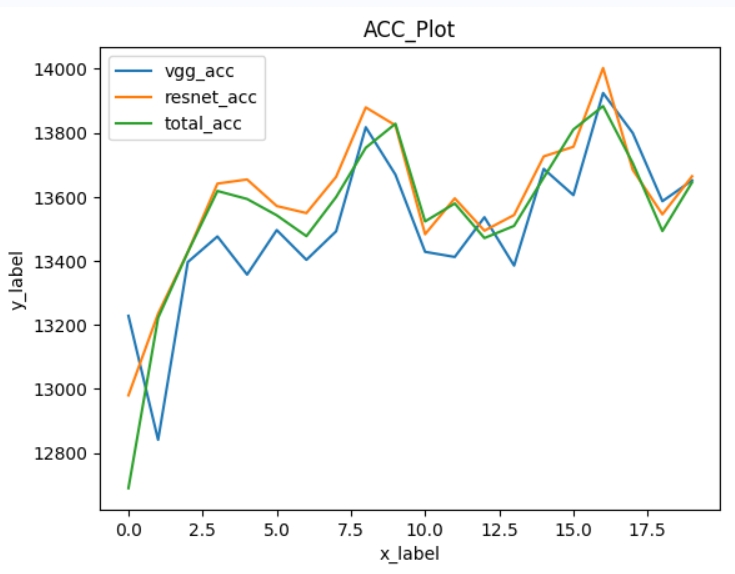 ACC_Plot
vgg_acc
resnet_acc
total_acc
14000
13800
13600
13400
13200
13000
12800
y_label
0.0 2.5 5.0 7.5 10.0 12.5 15.0 17.5
x_label